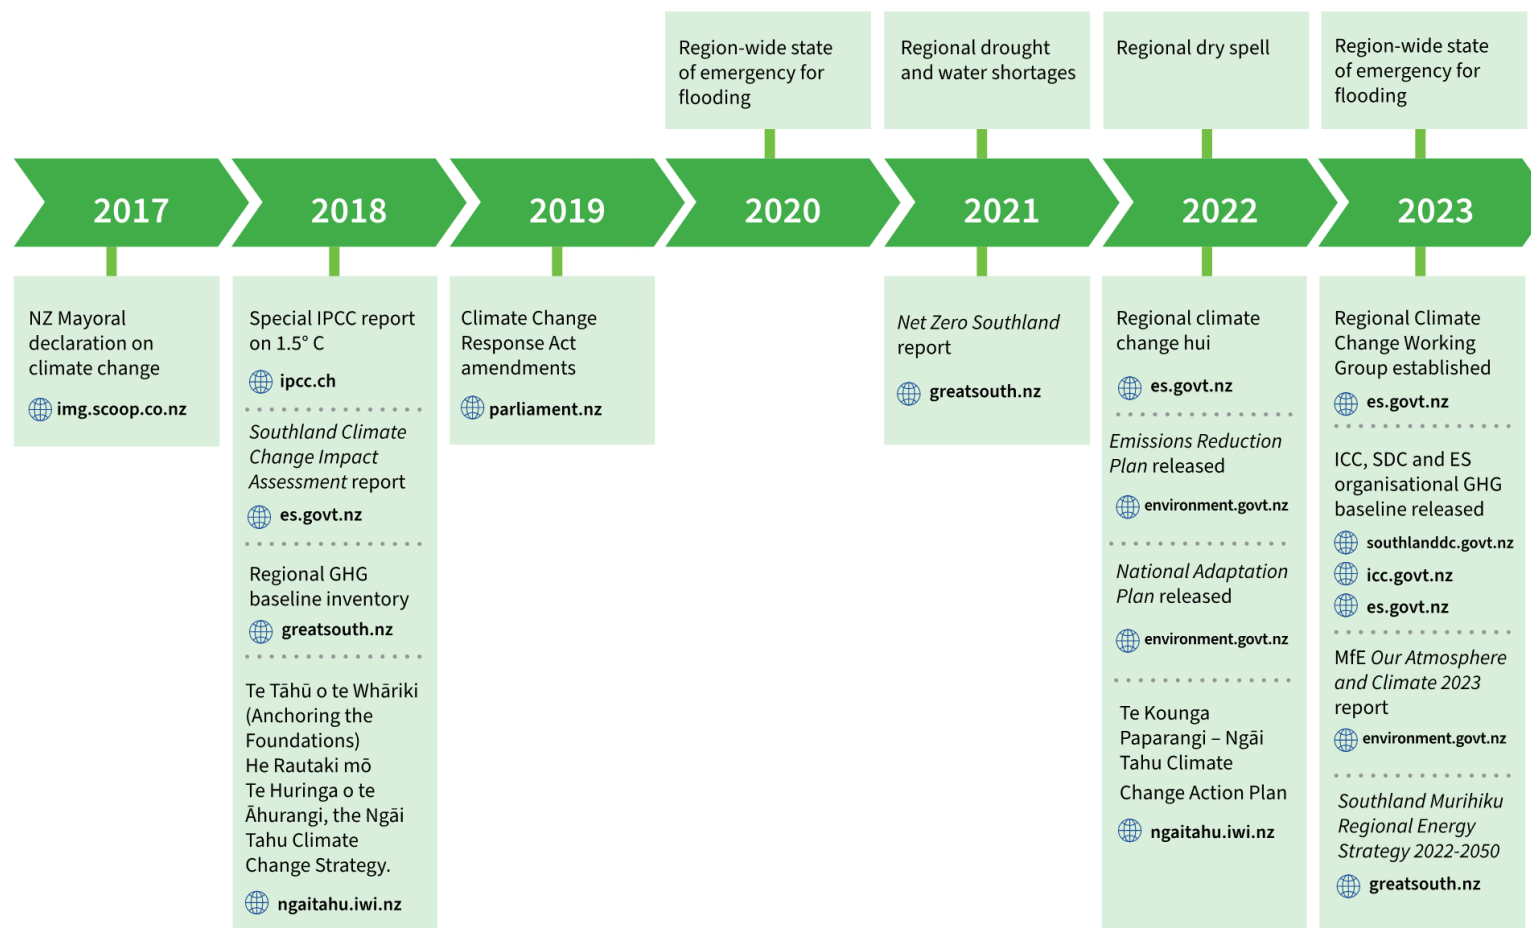 Region-wide state
of emergency for
flooding
Regional drought
and water shortages
Regional dry spell
Region-wide state
of emergency for
flooding
2017
2018
2019
2020
2021
2022
2023
NZ Mayoral
declaration on
climate change
img.scoop.co.nz
Special IPCC report
on 1.5° C
ipcc.ch
Southland Climate
Change Impact
Assessment report
es.govt.nz
Regional GHG
baseline inventory
greatsouth.nz
Te Tāhū o te Whāriki
(Anchoring the
Foundations)
He Rautaki mō
Te Huringa o te
Āhurangi, the Ngāi
Tahu Climate
Change Strategy.
ngaitahu.iwi.nz
Climate Change
Response Act
amendments
parliament.nz
Net Zero Southland
report
greatsouth.nz
Regional climate
change hui
es.govt.nz
Emissions Reduction
Plan released
environment.govt.nz
National Adaptation
Plan released
environment.govt.nz
Te Kounga
Paparangi – Ngāi
Tahu Climate
Change Action Plan
ngaitahu.iwi.nz
Regional Climate
Change Working
Group established
es.govt.nz
ICC, SDC and ES
organisational GHG
baseline released
southlanddc.govt.nz
icc.govt.nz
es.govt.nz
MfE Our Atmosphere
and Climate 2023
report
environment.govt.nz
Southland Murihiku
Regional Energy
Strategy 2022-2050
greatsouth.nz